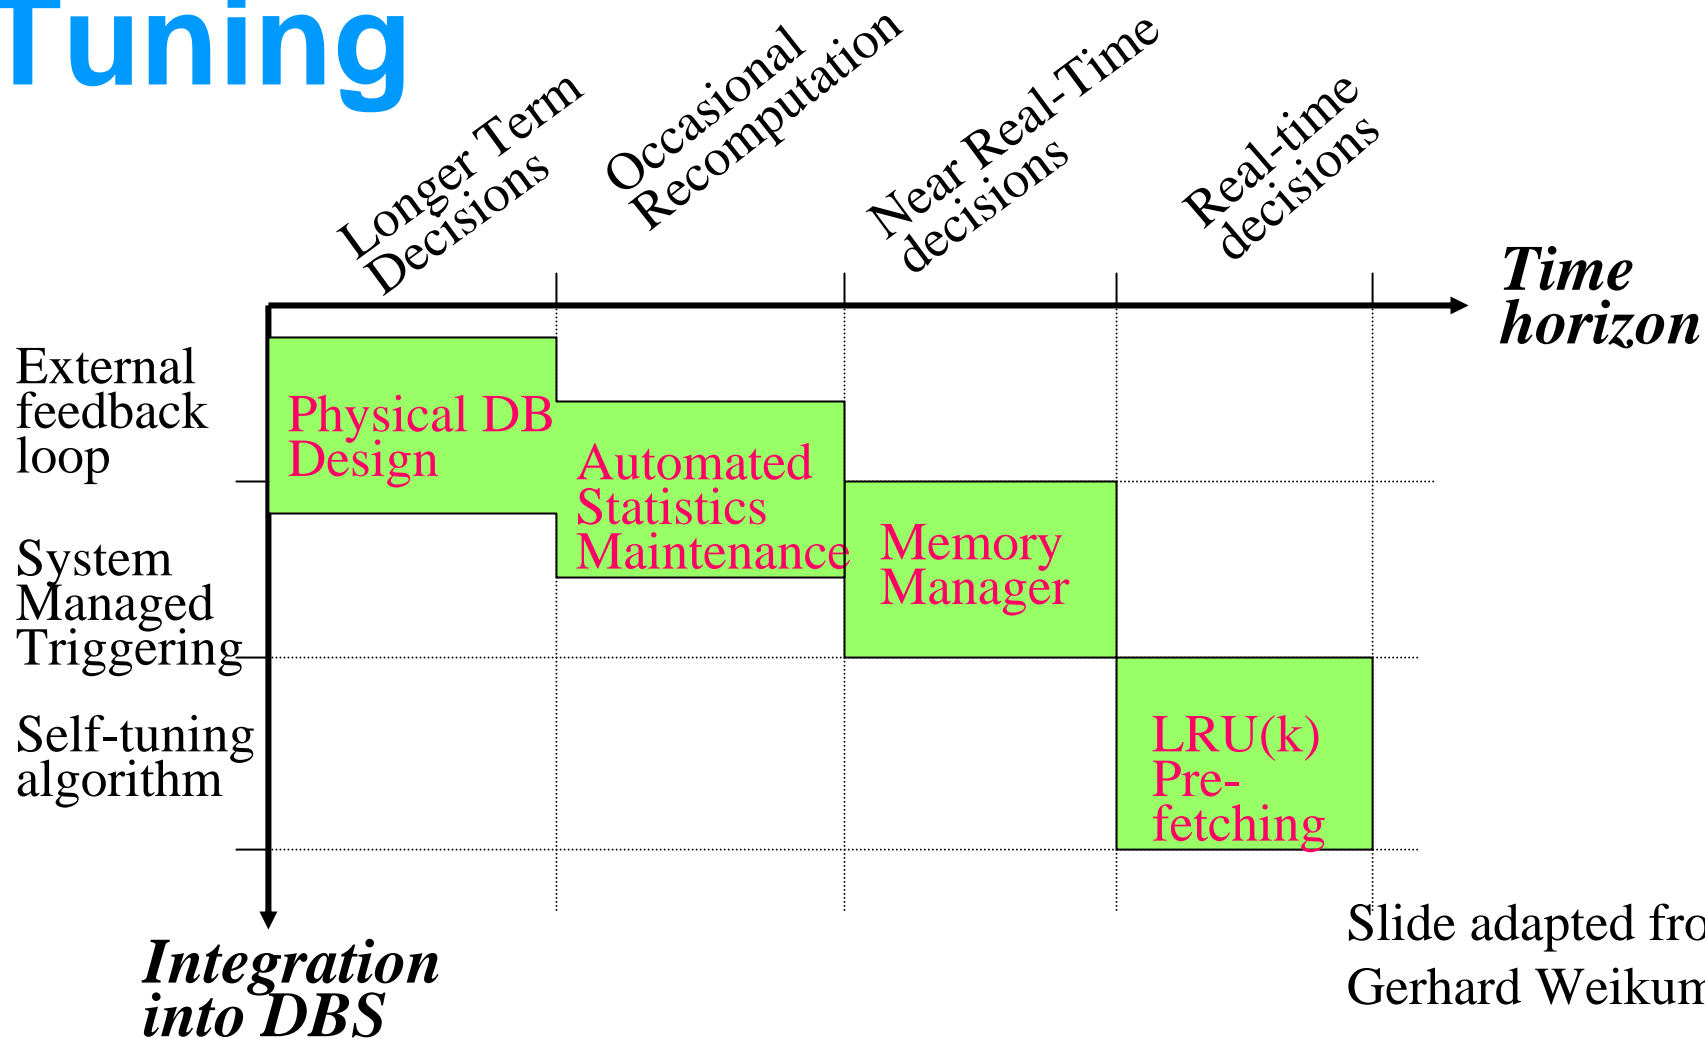 Tuning
Longer Term
Decisions
Occasional
Recomputation
Near Real-Time
decisions
Real-time
decisions
Time
horizon
External
feedback
loop
Physical DB
Design
Automated
Statistics
Maintenance
Memory
Manager
System
Managed
Triggering
Self-tuning
algorithm
LRU(k)
Pre-
fetching
Integration
into DBS
Slide adapted fro
Gerhard Weikum